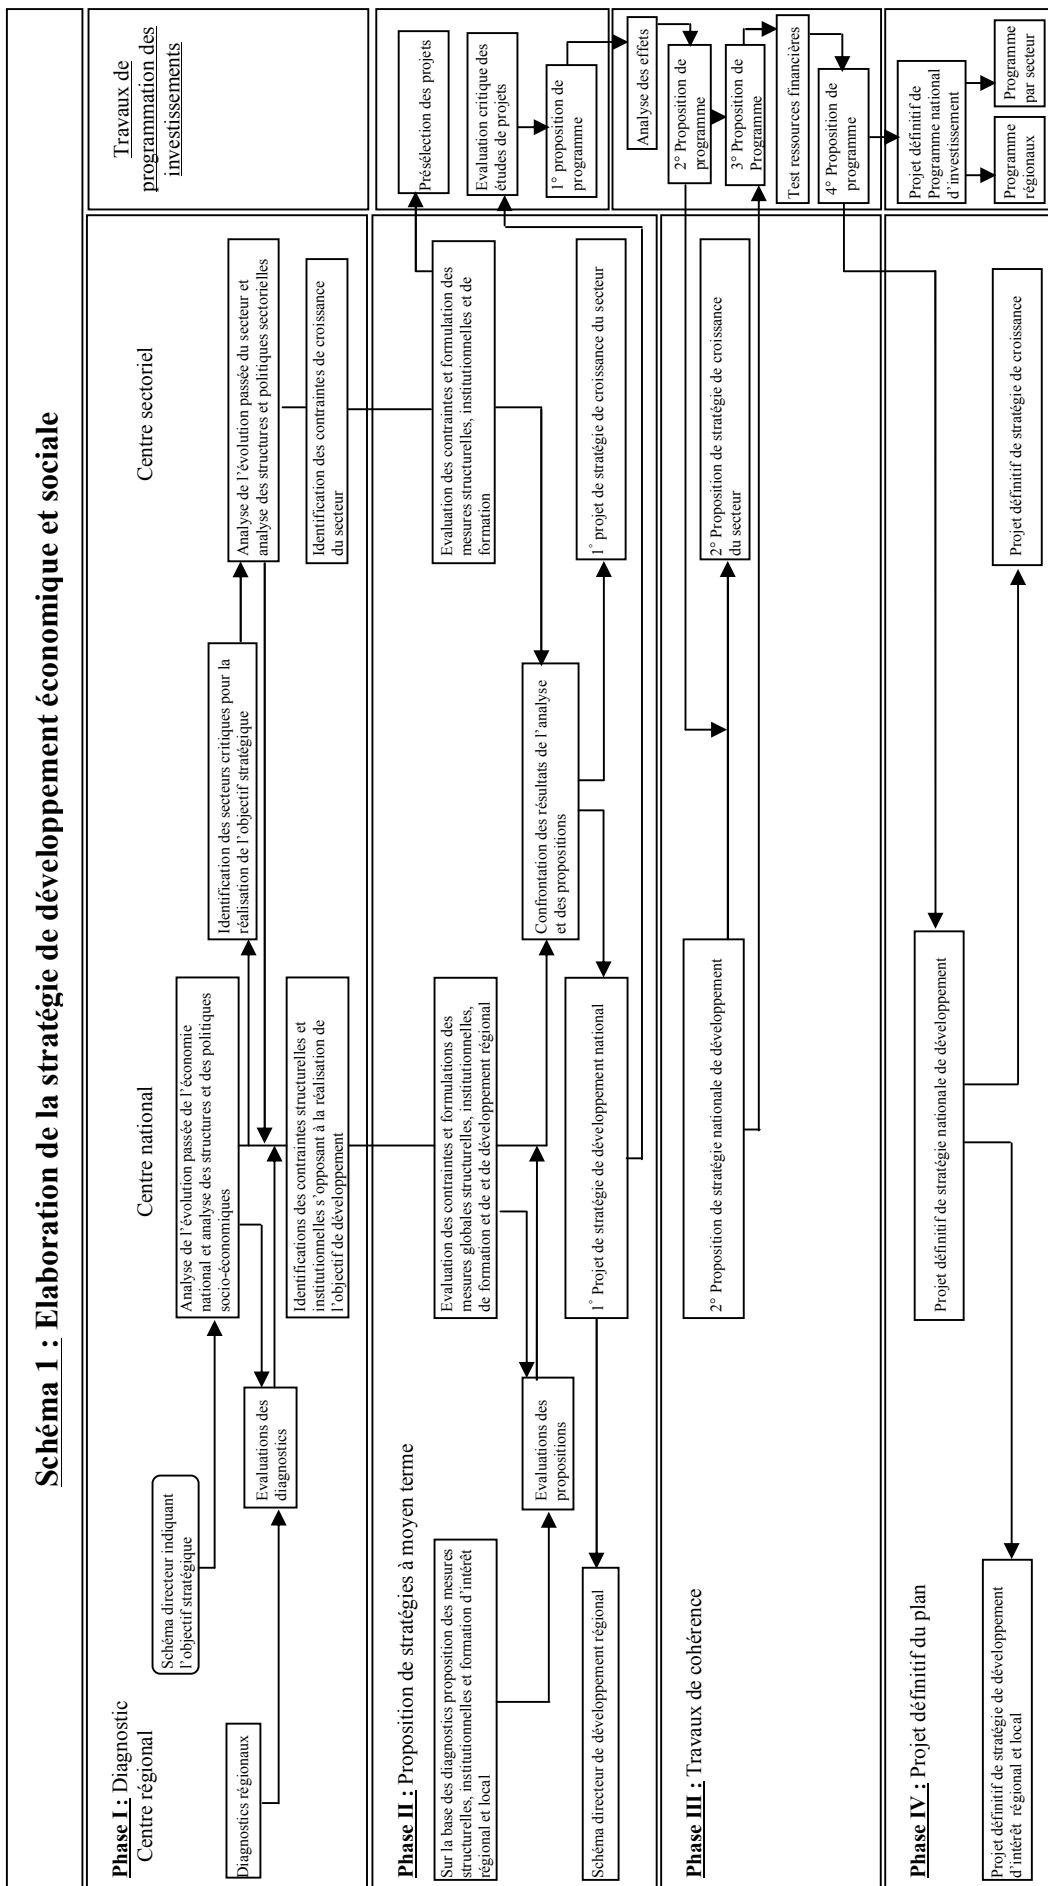 Schéma 1 : Elaboration de la stratégie de développement économique et sociale
Phase I : Diagnostic
Centre régional
Centre national
Centre sectoriel
Travaux de
programmation des
investissements
Schéma directeur indiquant
l'objectif stratégique
Diagnostics régionaux
Evaluations des
diagnostics
Analyse de l'évolution passée de l'économie
national et analyse des structures et des politiques
socio-économiques
Identifications des contraintes structurelles et
institutionnelles s'opposant à la réalisation de
l'objectif de développement
Identification des secteurs critiques pour la
réalisation de l'objectif stratégique
Analyse de l'évolution passée du secteur et
analyse des structures et politiques sectorielles
Identification des contraintes de croissance
du secteur
Phase II : Proposition de stratégies à moyen terme
Sur la base des diagnostics proposition des mesures
structurelles, institutionnelles et formation d'intérêt
régional et local
Evaluations des
propositions
Schéma directeur de développement régional
Evaluation des contraintes et formulations des
mesures globales structurelles, institutionnelles,
de formation et de et de développement régional
Confrontation des résultats de l'analyse
et des propositions
1° Projet de stratégie de développement national
Evaluation des contraintes et formulation des
mesures structurelles, institutionnelles et de
formation
1° projet de stratégie de croissance du secteur
Présélection des projets
Evaluation critique des
études de projets
1° proposition de
programme
Phase III : Travaux de cohérence
2° Proposition de stratégie nationale de développement
2° Proposition de stratégie de croissance
du secteur
Analyse des effets
2° Proposition de
programme
3° Proposition de
Programme
Test ressources financières
4° Proposition de
programme
Phase IV : Projet définitif du plan
Projet définitif de stratégie de développement
d'intérêt régional et local
Projet définitif de stratégie nationale de développement
Projet définitif de stratégie de croissance
Projet définitif de
Programme national
d'investissement
Programme
régionaux
Programme
par secteur